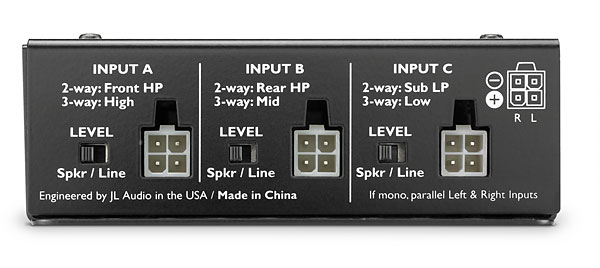 INPUT A
2-way: Front HP
3-way: High
LEVEL
Spkr / Line
INPUT B
2-way: Rear HP
3-way: Mid
LEVEL
Spkr / Line
INPUT C
2-way: Sub LP
3-way: Low
LEVEL
Spkr / Line
−
+
R L
Engineered by JL Audio in the USA / Made in China
If mono, parallel Left & Right Inputs